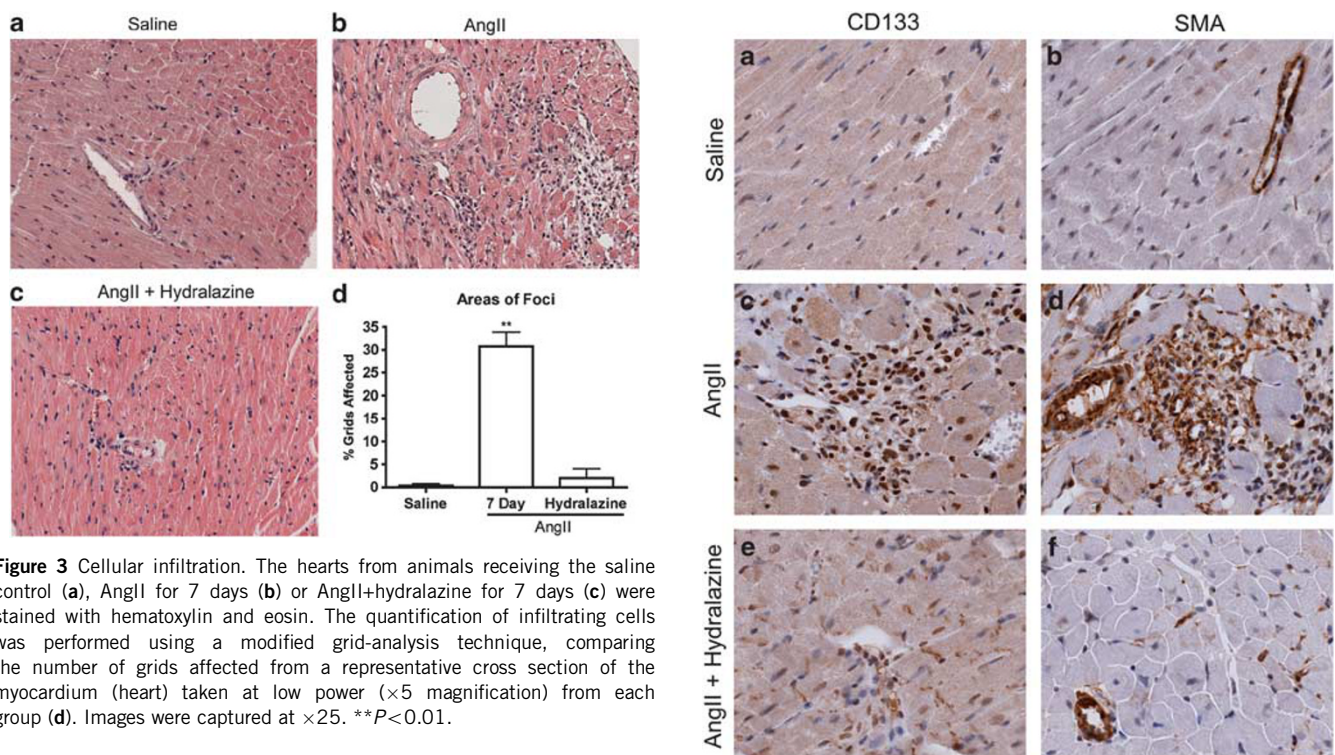 a Saline
b AngII
c AngII + Hydralazine
d Areas of Foci
% Grids Affected
35
30
25
20
15
10
5
0
**
Saline 7 Day Hydralazine
AngII
Figure 3 Cellular infiltration. The hearts from animals receiving the saline
control (a), AngII for 7 days (b) or AngII+hydralazine for 7 days (c) were
stained with hematoxylin and eosin. The quantification of infiltrating cells
was performed using a modified grid-analysis technique, comparing
the number of grids affected from a representative cross section of the
myocardium (heart) taken at low power (×5 magnification) from each
group (d). Images were captured at ×25. **P<0.01.
CD133 SMA
Saline
a b
AngII
c d
AngII + Hydralazine
e f